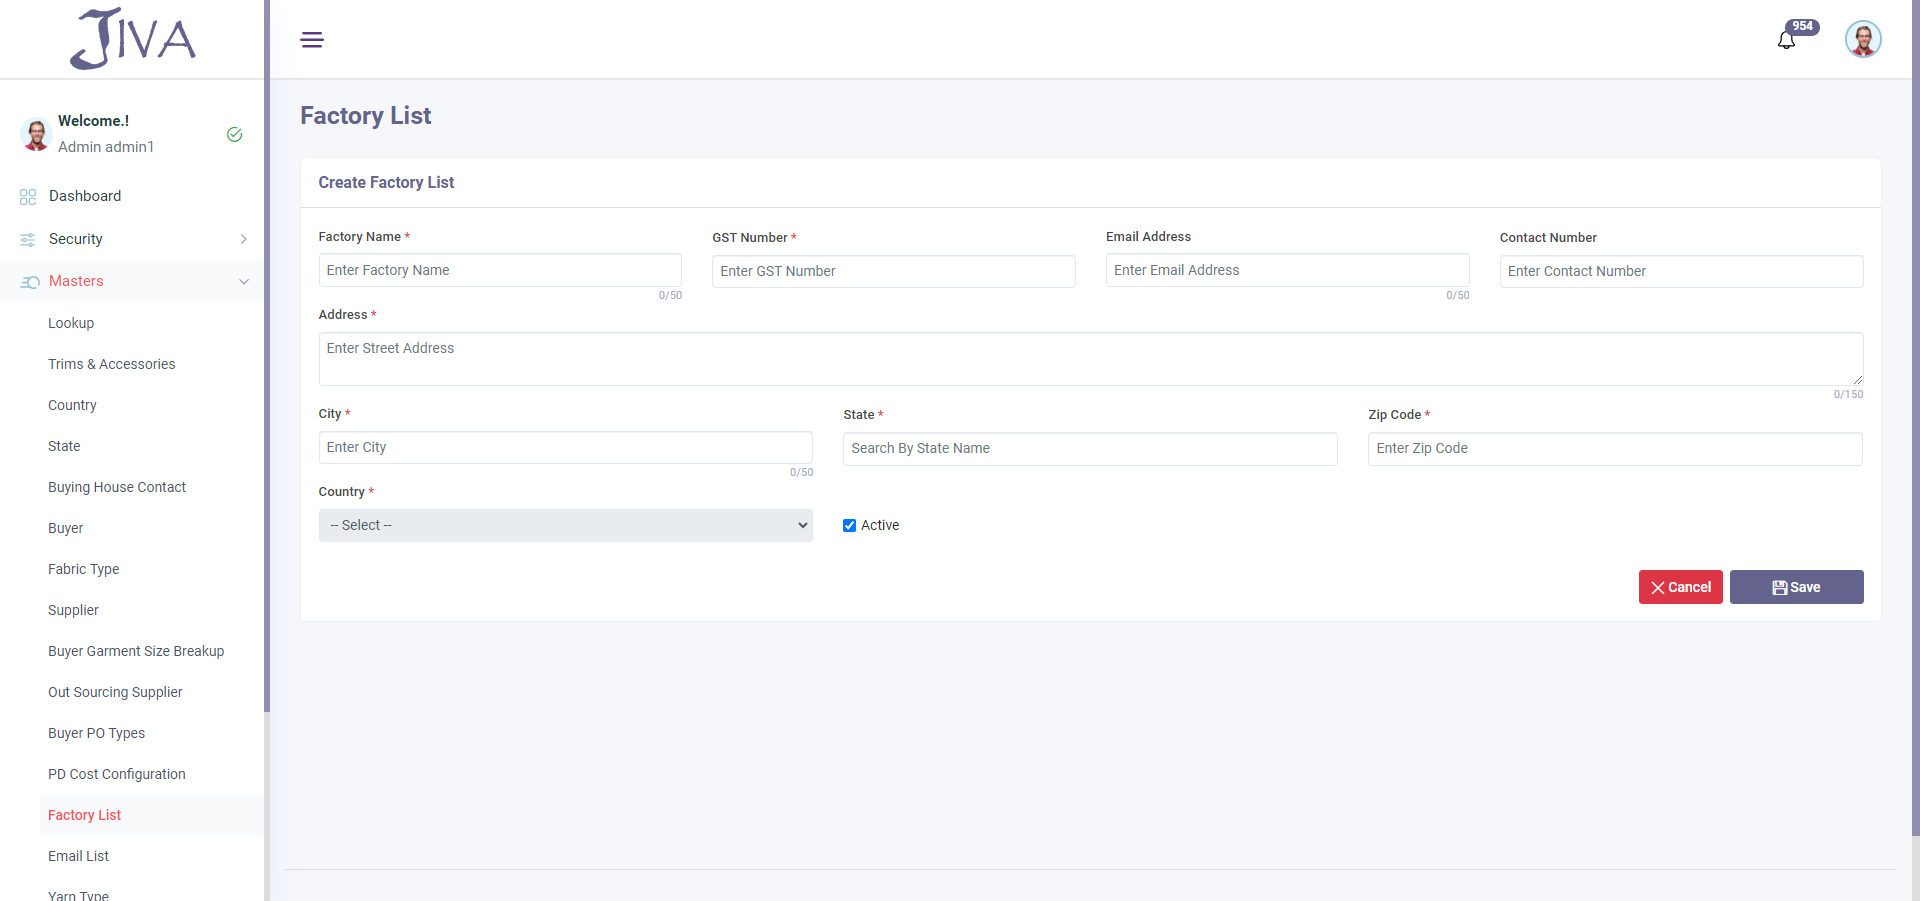 JIVA
954
Welcome.!
Admin admin1
Dashboard
Security
Masters
Lookup
Trims & Accessories
Country
State
Buying House Contact
Buyer
Fabric Type
Supplier
Buyer Garment Size Breakup
Out Sourcing Supplier
Buyer PO Types
PD Cost Configuration
Factory List
Email List
Yarn Type
Factory List
Create Factory List
Factory Name *
GST Number *
Email Address
Contact Number
Enter Factory Name
Enter GST Number
Enter Email Address
Enter Contact Number
0/50
0/50
Address *
Enter Street Address
0/150
City *
State *
Zip Code *
Enter City
Search By State Name
Enter Zip Code
0/50
Country *
-- Select --
Active
Cancel
Save